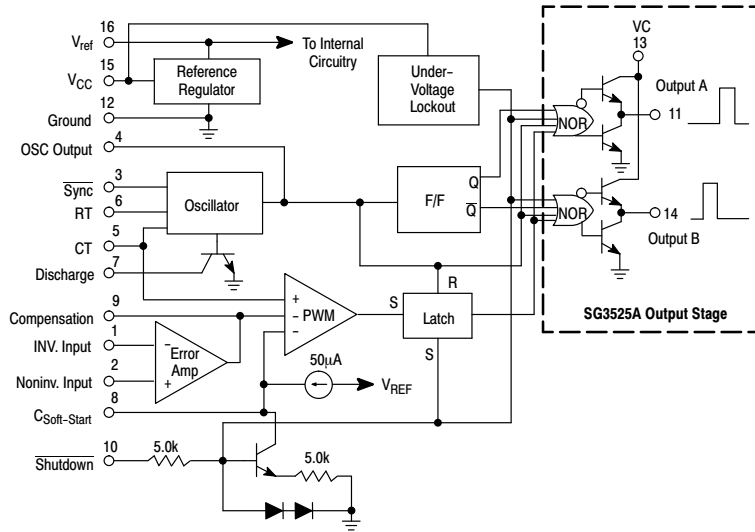 16
Vref
To Internal
Circuitry
15
VCC
Reference
Regulator
Under–
Voltage
Lockout
12
Ground
4
OSC Output
3
Sync
6
RT
Oscillator
5
CT
7
Discharge
F/F
Q
Q
VC
13
Output A
11
NOR
NOR
14
Output B
SG3525A Output Stage
9
Compensation
1
INV. Input
2
Noninv. Input
8
CSoft–Start
–
Error
Amp
+
+
–
–
PWM
S
R
Latch
S
50µA
VREF
10
Shutdown
5.0k
5.0k